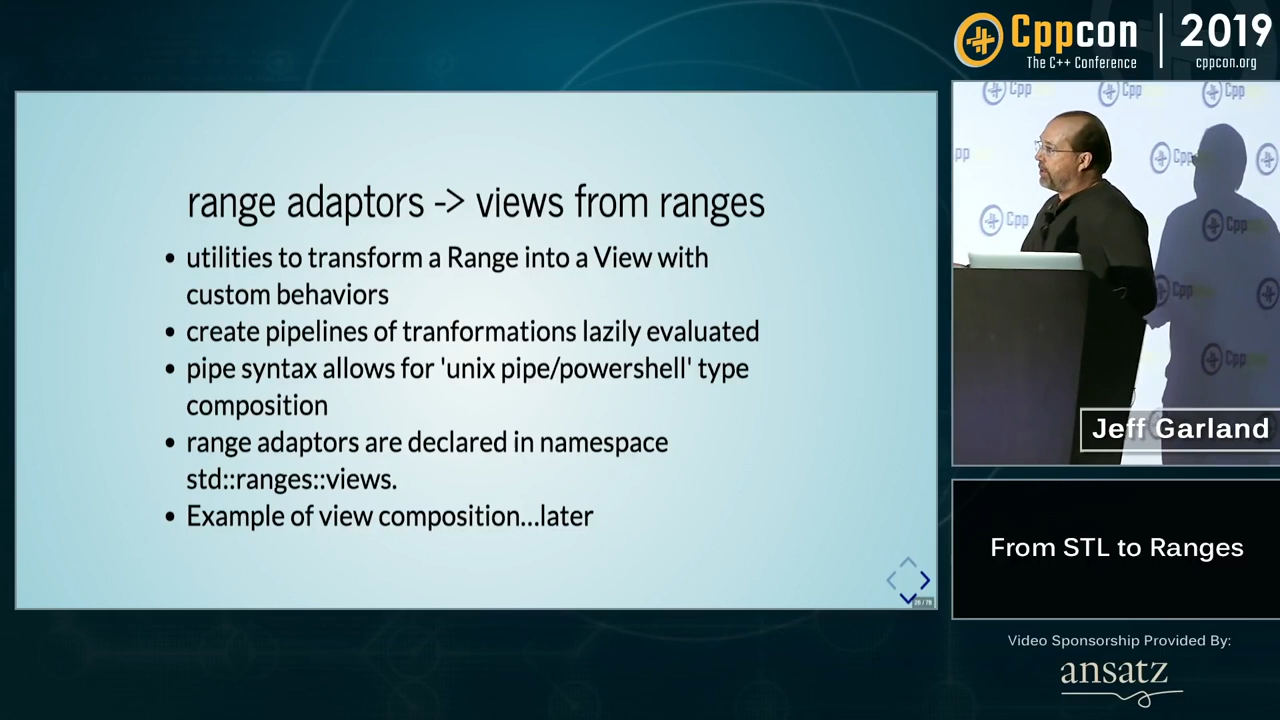 Cppcon
The C++ Conference
2019
cppcon.org
range adaptors -> views from ranges
• utilities to transform a Range into a View with
custom behaviors
• create pipelines of tranformations lazily evaluated
• pipe syntax allows for 'unix pipe/powershell' type
composition
• range adaptors are declared in namespace
std::ranges::views.
• Example of view composition...later
Jeff Garland
From STL to Ranges
Video Sponsorship Provided By:
ansatz